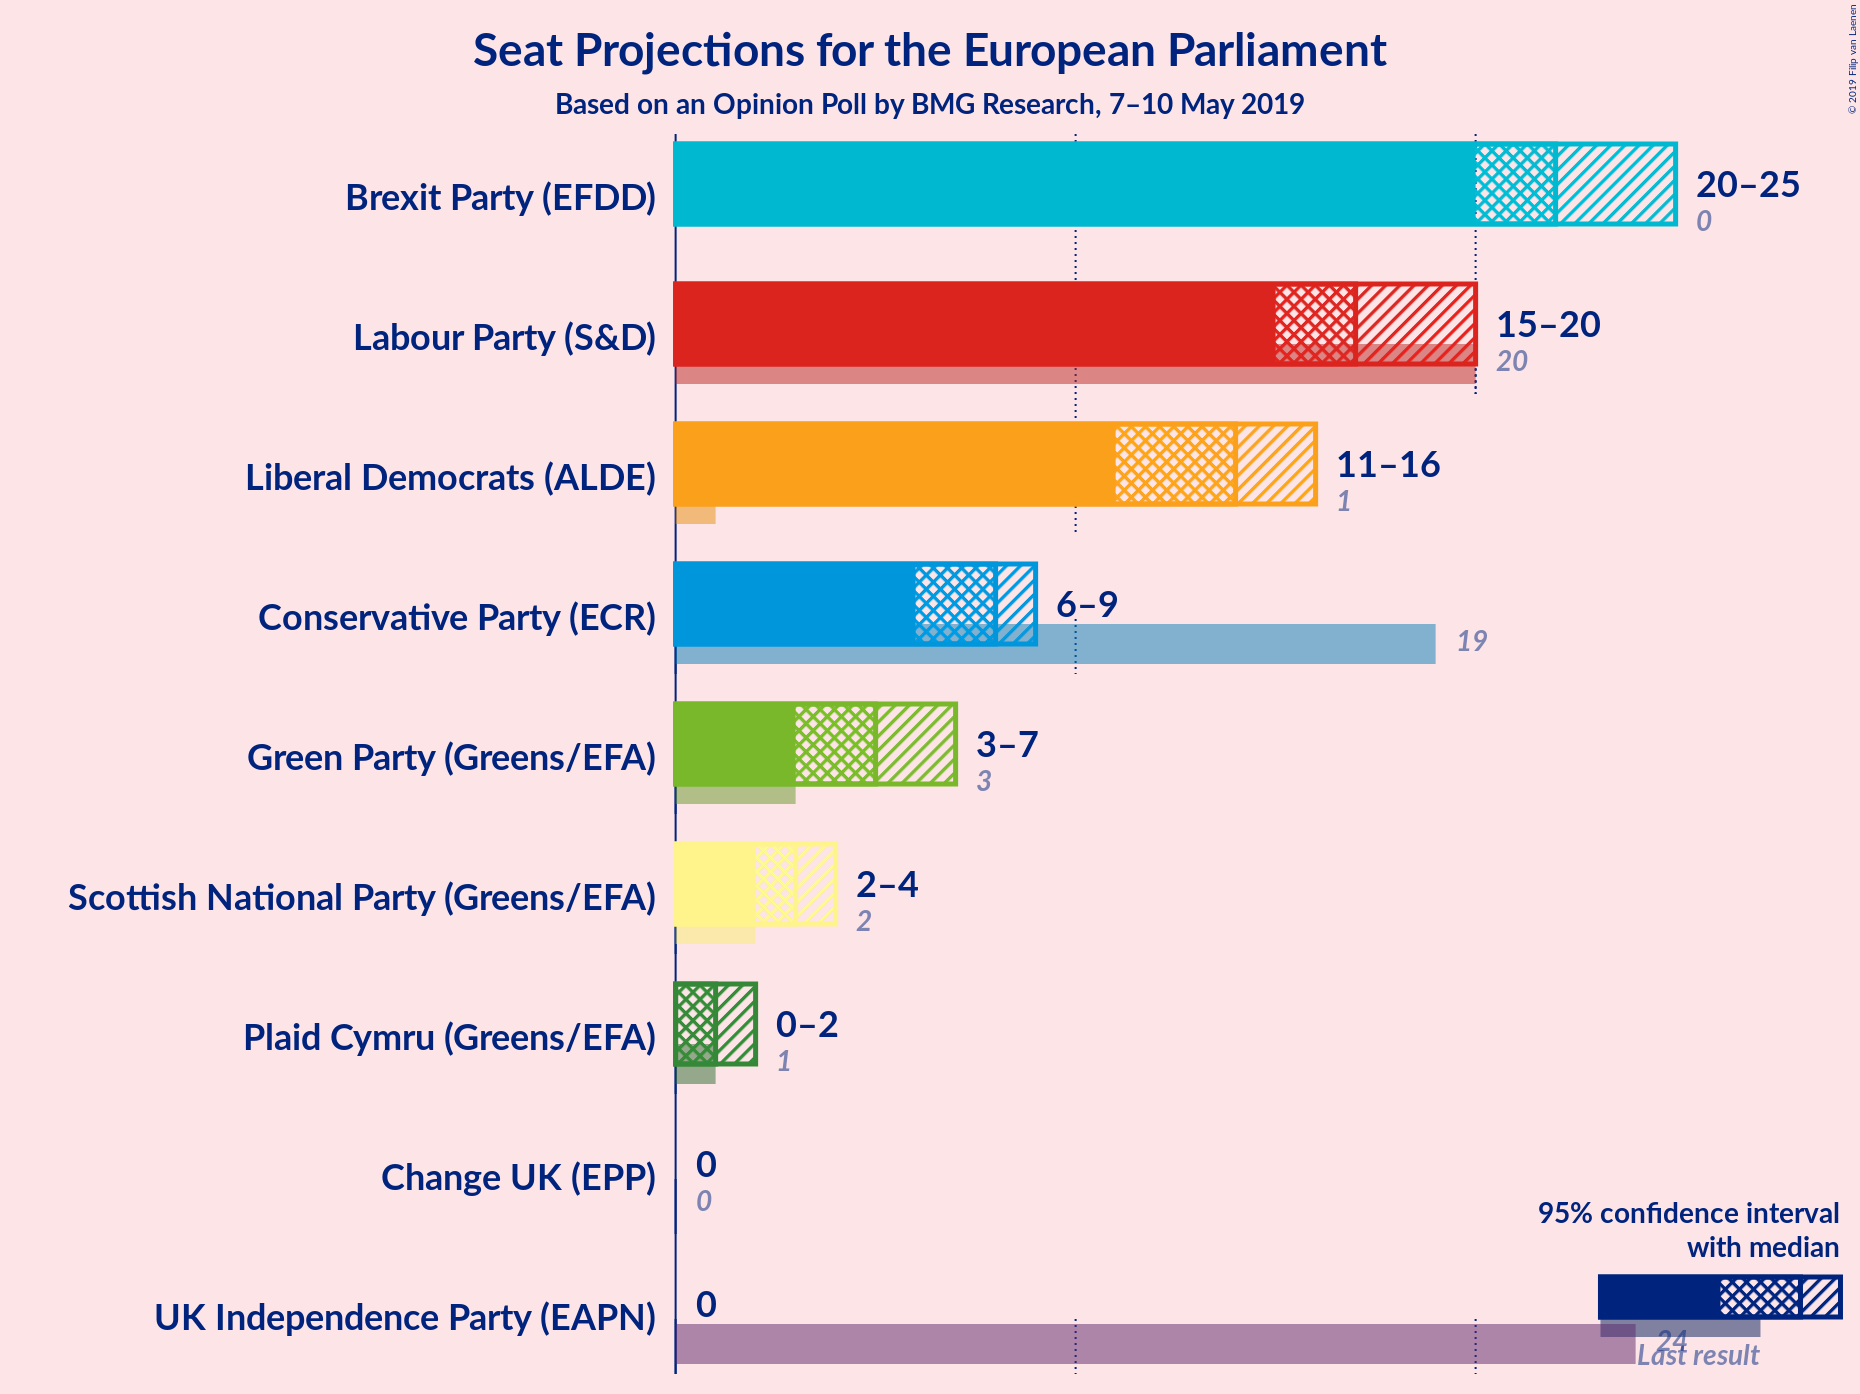 Seat Projections for the European Parliament
Based on an Opinion Poll by BMG Research, 7–10 May 2019
© 2019 Filip van Laenen
Brexit Party (EFDD)
20–25
0
Labour Party (S&D)
15–20
20
Liberal Democrats (ALDE)
11–16
1
Conservative Party (ECR)
6–9
19
Green Party (Greens/EFA)
3–7
3
Scottish National Party (Greens/EFA)
2–4
2
Plaid Cymru (Greens/EFA)
0–2
1
Change UK (EPP)
0
0
UK Independence Party (EAPN)
0
24
95% confidence interval
with median
Last result